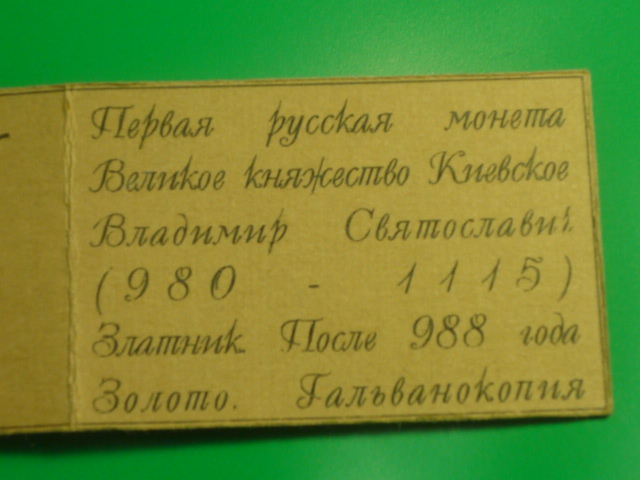 Первая русская монета
Великое княжество Киевское
Владимир Святославич
(980 - 1115)
Златник. После 988 года
Золото. Гальванокопия